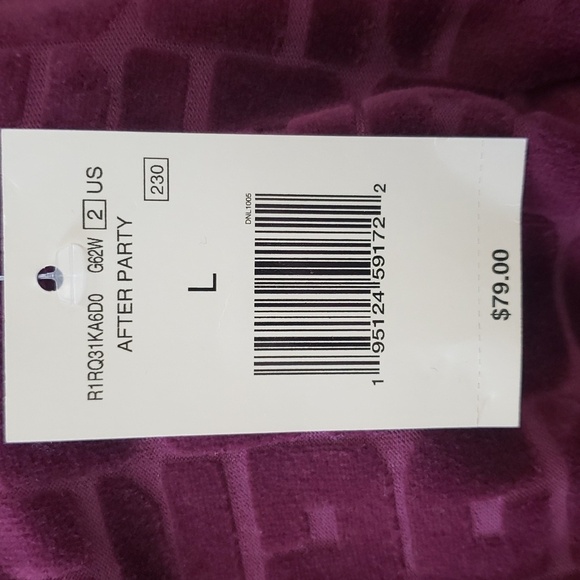 R1RQ31KA6D0 G62W 2 US
AFTER PARTY
230
L
DNL1005
1 95124 59172 2
$79.00